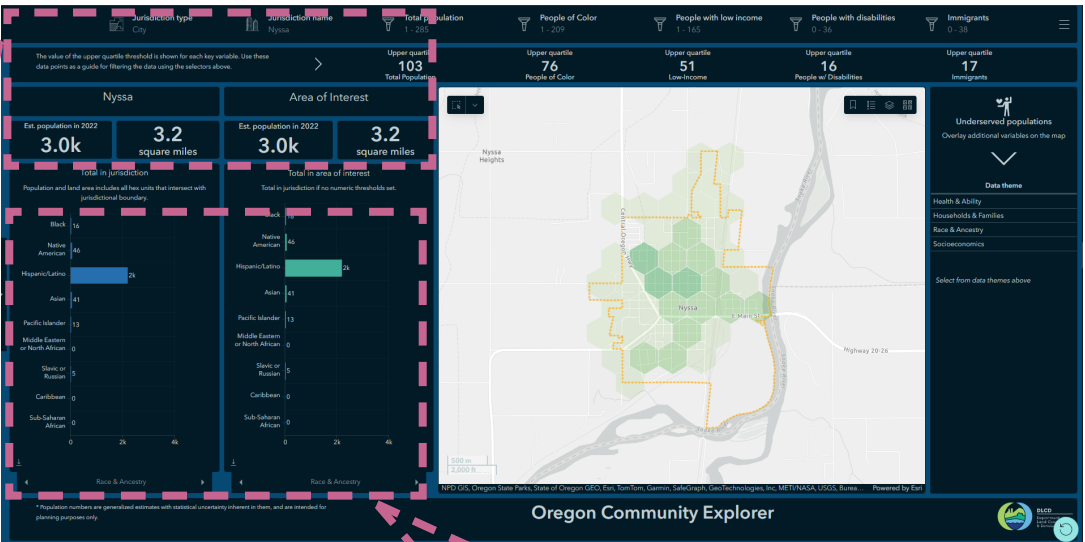 Jurisdiction type
City
Jurisdiction name
Nyssa
Total population
1 - 285
People of Color
1 - 209
People with low income
1 - 165
People with disabilities
0 - 36
Immigrants
0 - 38
The value of the upper quartile threshold is shown for each key variable. Use these
data points as a guide for filtering the data using the selectors above.
Upper quartile
103
Total Population
Upper quartile
76
People of Color
Upper quartile
51
Low-Income
Upper quartile
16
People w/ Disabilities
Upper quartile
17
Immigrants
Nyssa
Est. population in 2022
3.0k
3.2
square miles
Total in jurisdiction
Population and land area includes all hex units that intersect with
jurisdictional boundary.
Black 16
Native
American 46
Hispanic/Latino 2k
Asian 41
Pacific Islander 13
Middle Eastern
or North African 0
Slavic or
Russian 5
Caribbean 0
Sub-Saharan
African 0
0 2k 4k
Race & Ancestry
Area of Interest
Est. population in 2022
3.0k
3.2
square miles
Total in area of interest
Total in jurisdiction if no numeric thresholds set.
Black 16
Native
American 46
Hispanic/Latino 2k
Asian 41
Pacific Islander 13
Middle Eastern
or North African 0
Slavic or
Russian 5
Caribbean 0
Sub-Saharan
African 0
0 2k 4k
Race & Ancestry
Nyssa
Heights
Central Oregon Hwy
Nyssa
E Main St
Highway 20-26
500 m
2,000 ft
NPD GIS, Oregon State Parks, State of Oregon GEO, Esri, TomTom, Garmin, SafeGraph, GeoTechnologies, Inc, METI/NASA, USGS, Burea...
Powered by Esri
Underserved populations
Overlay additional variables on the map
Data theme
Health & Ability
Households & Families
Race & Ancestry
Socioeconomics
Select from data themes above
* Population numbers are generalized estimates with statistical uncertainty inherent in them, and are intended for
planning purposes only.
Oregon Community Explorer
DLCD